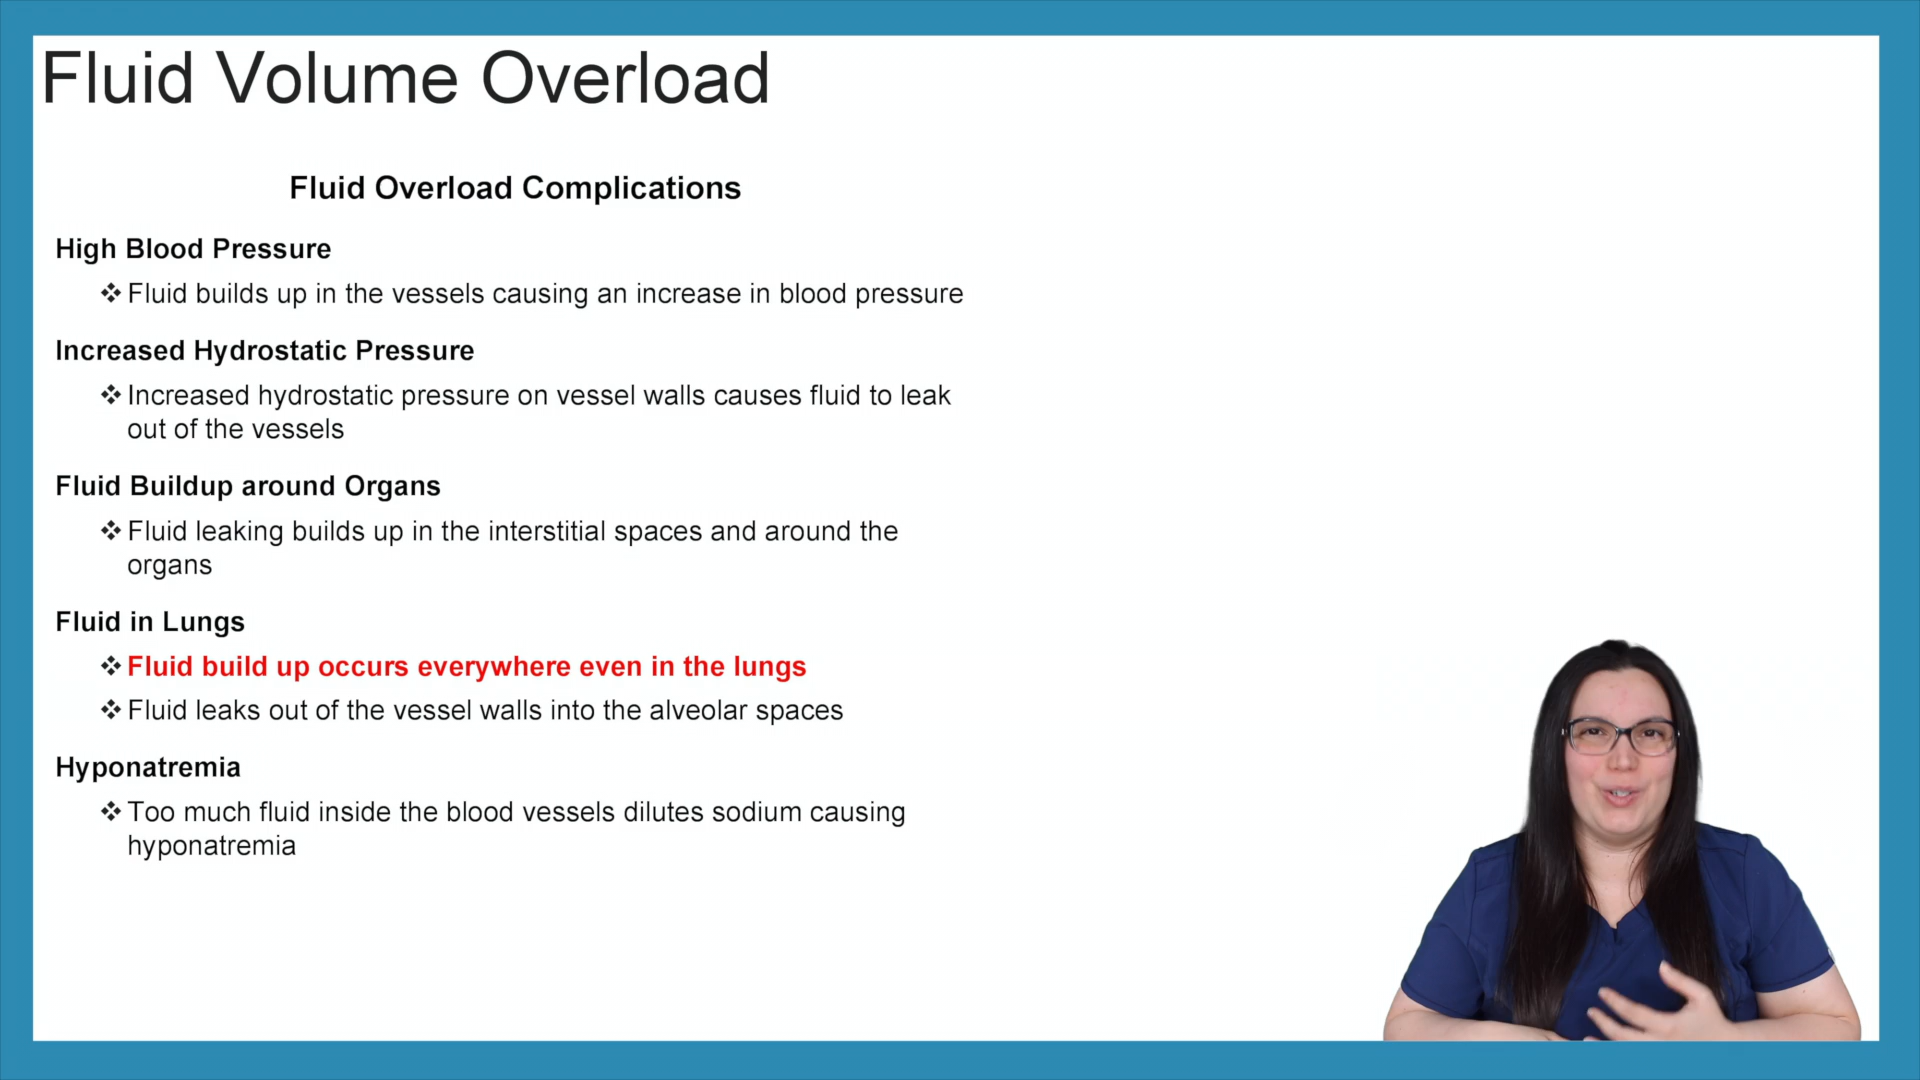 Fluid Volume Overload
Fluid Overload Complications
High Blood Pressure
❖ Fluid builds up in the vessels causing an increase in blood pressure
Increased Hydrostatic Pressure
❖ Increased hydrostatic pressure on vessel walls causes fluid to leak
out of the vessels
Fluid Buildup around Organs
❖ Fluid leaking builds up in the interstitial spaces and around the
organs
Fluid in Lungs
❖ Fluid build up occurs everywhere even in the lungs
❖ Fluid leaks out of the vessel walls into the alveolar spaces
Hyponatremia
❖ Too much fluid inside the blood vessels dilutes sodium causing
hyponatremia